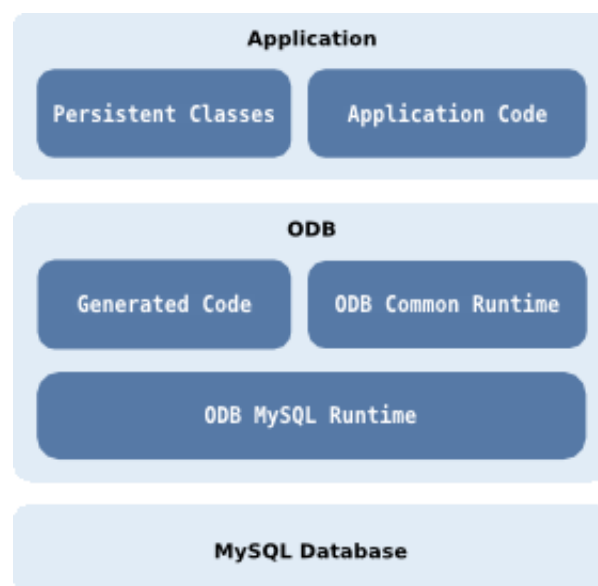 Application
Persistent Classes
Application Code
ODB
Generated Code
ODB Common Runtime
ODB MySQL Runtime
MySQL Database